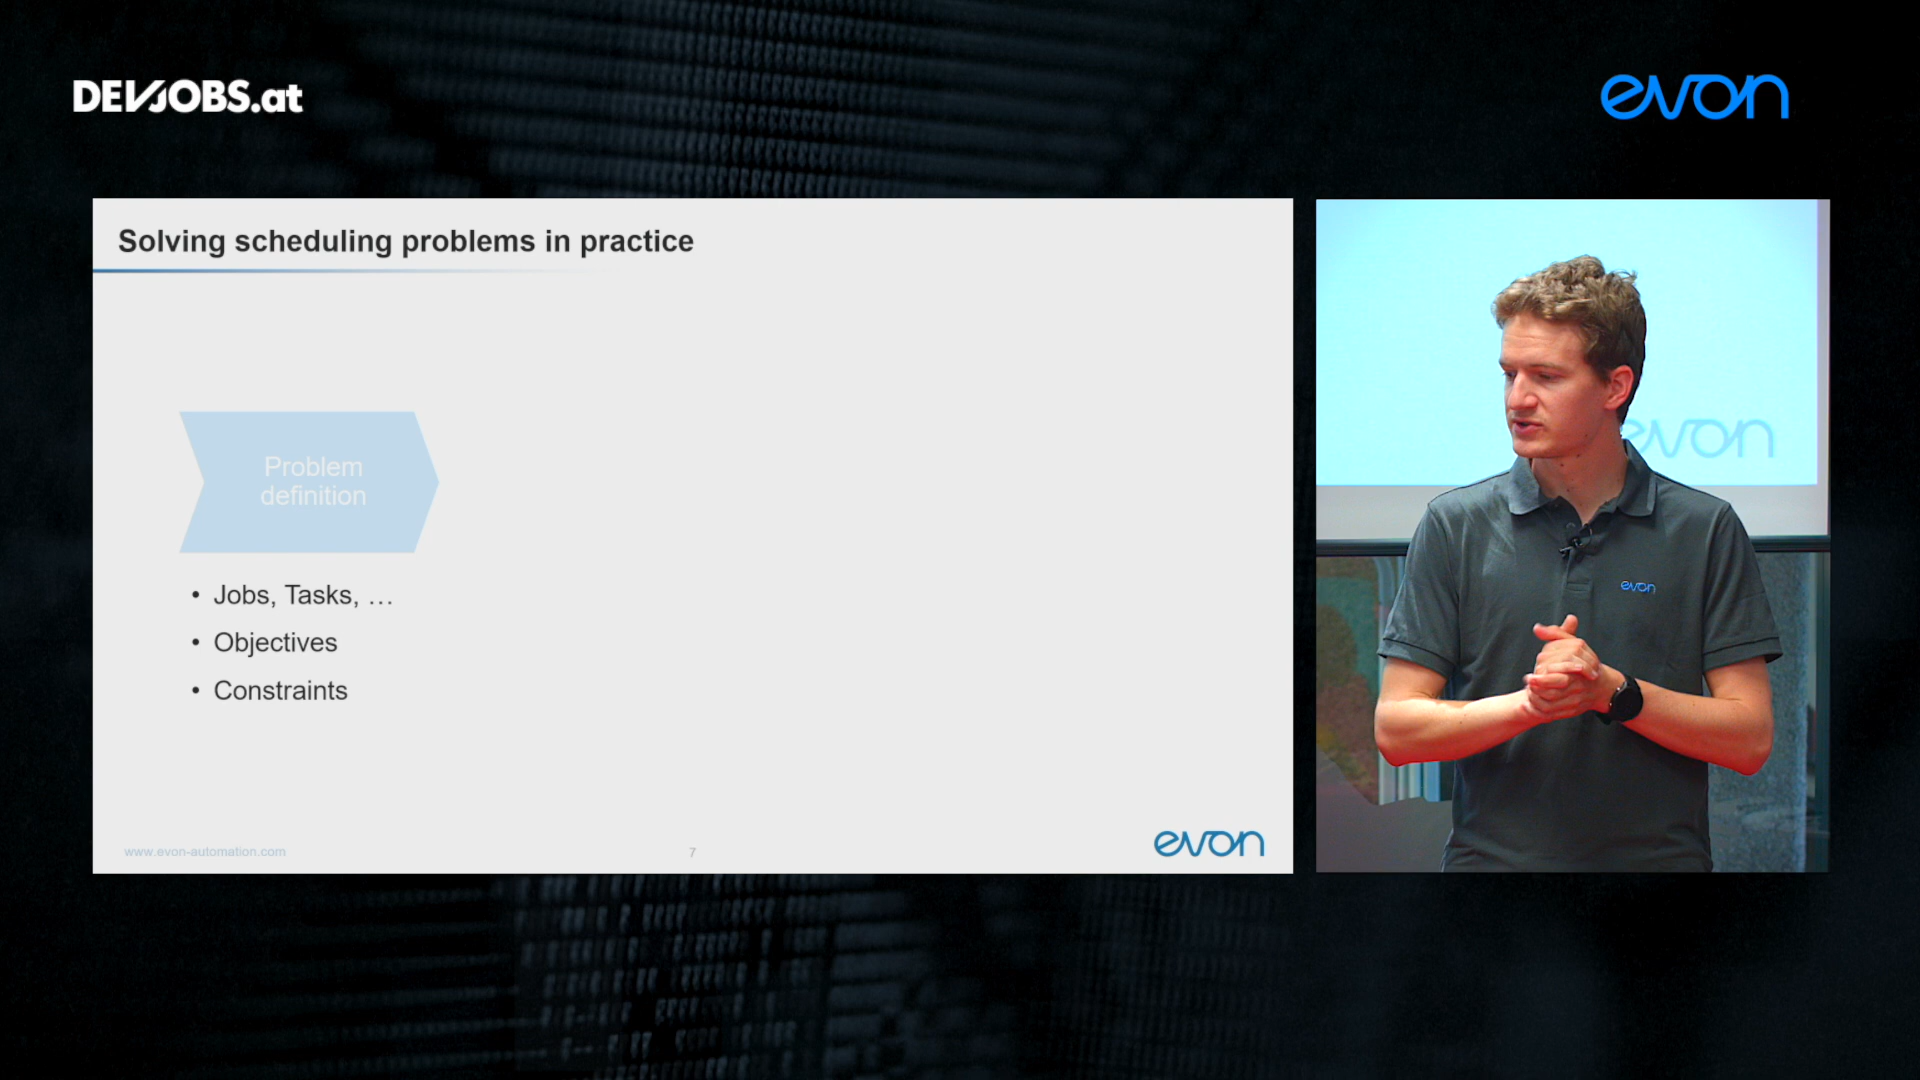 DEVJOBS.at
evon
Solving scheduling problems in practice
Problem
definition
• Jobs, Tasks, …
• Objectives
• Constraints
www.evon-automation.com
7
evon
evon
evon